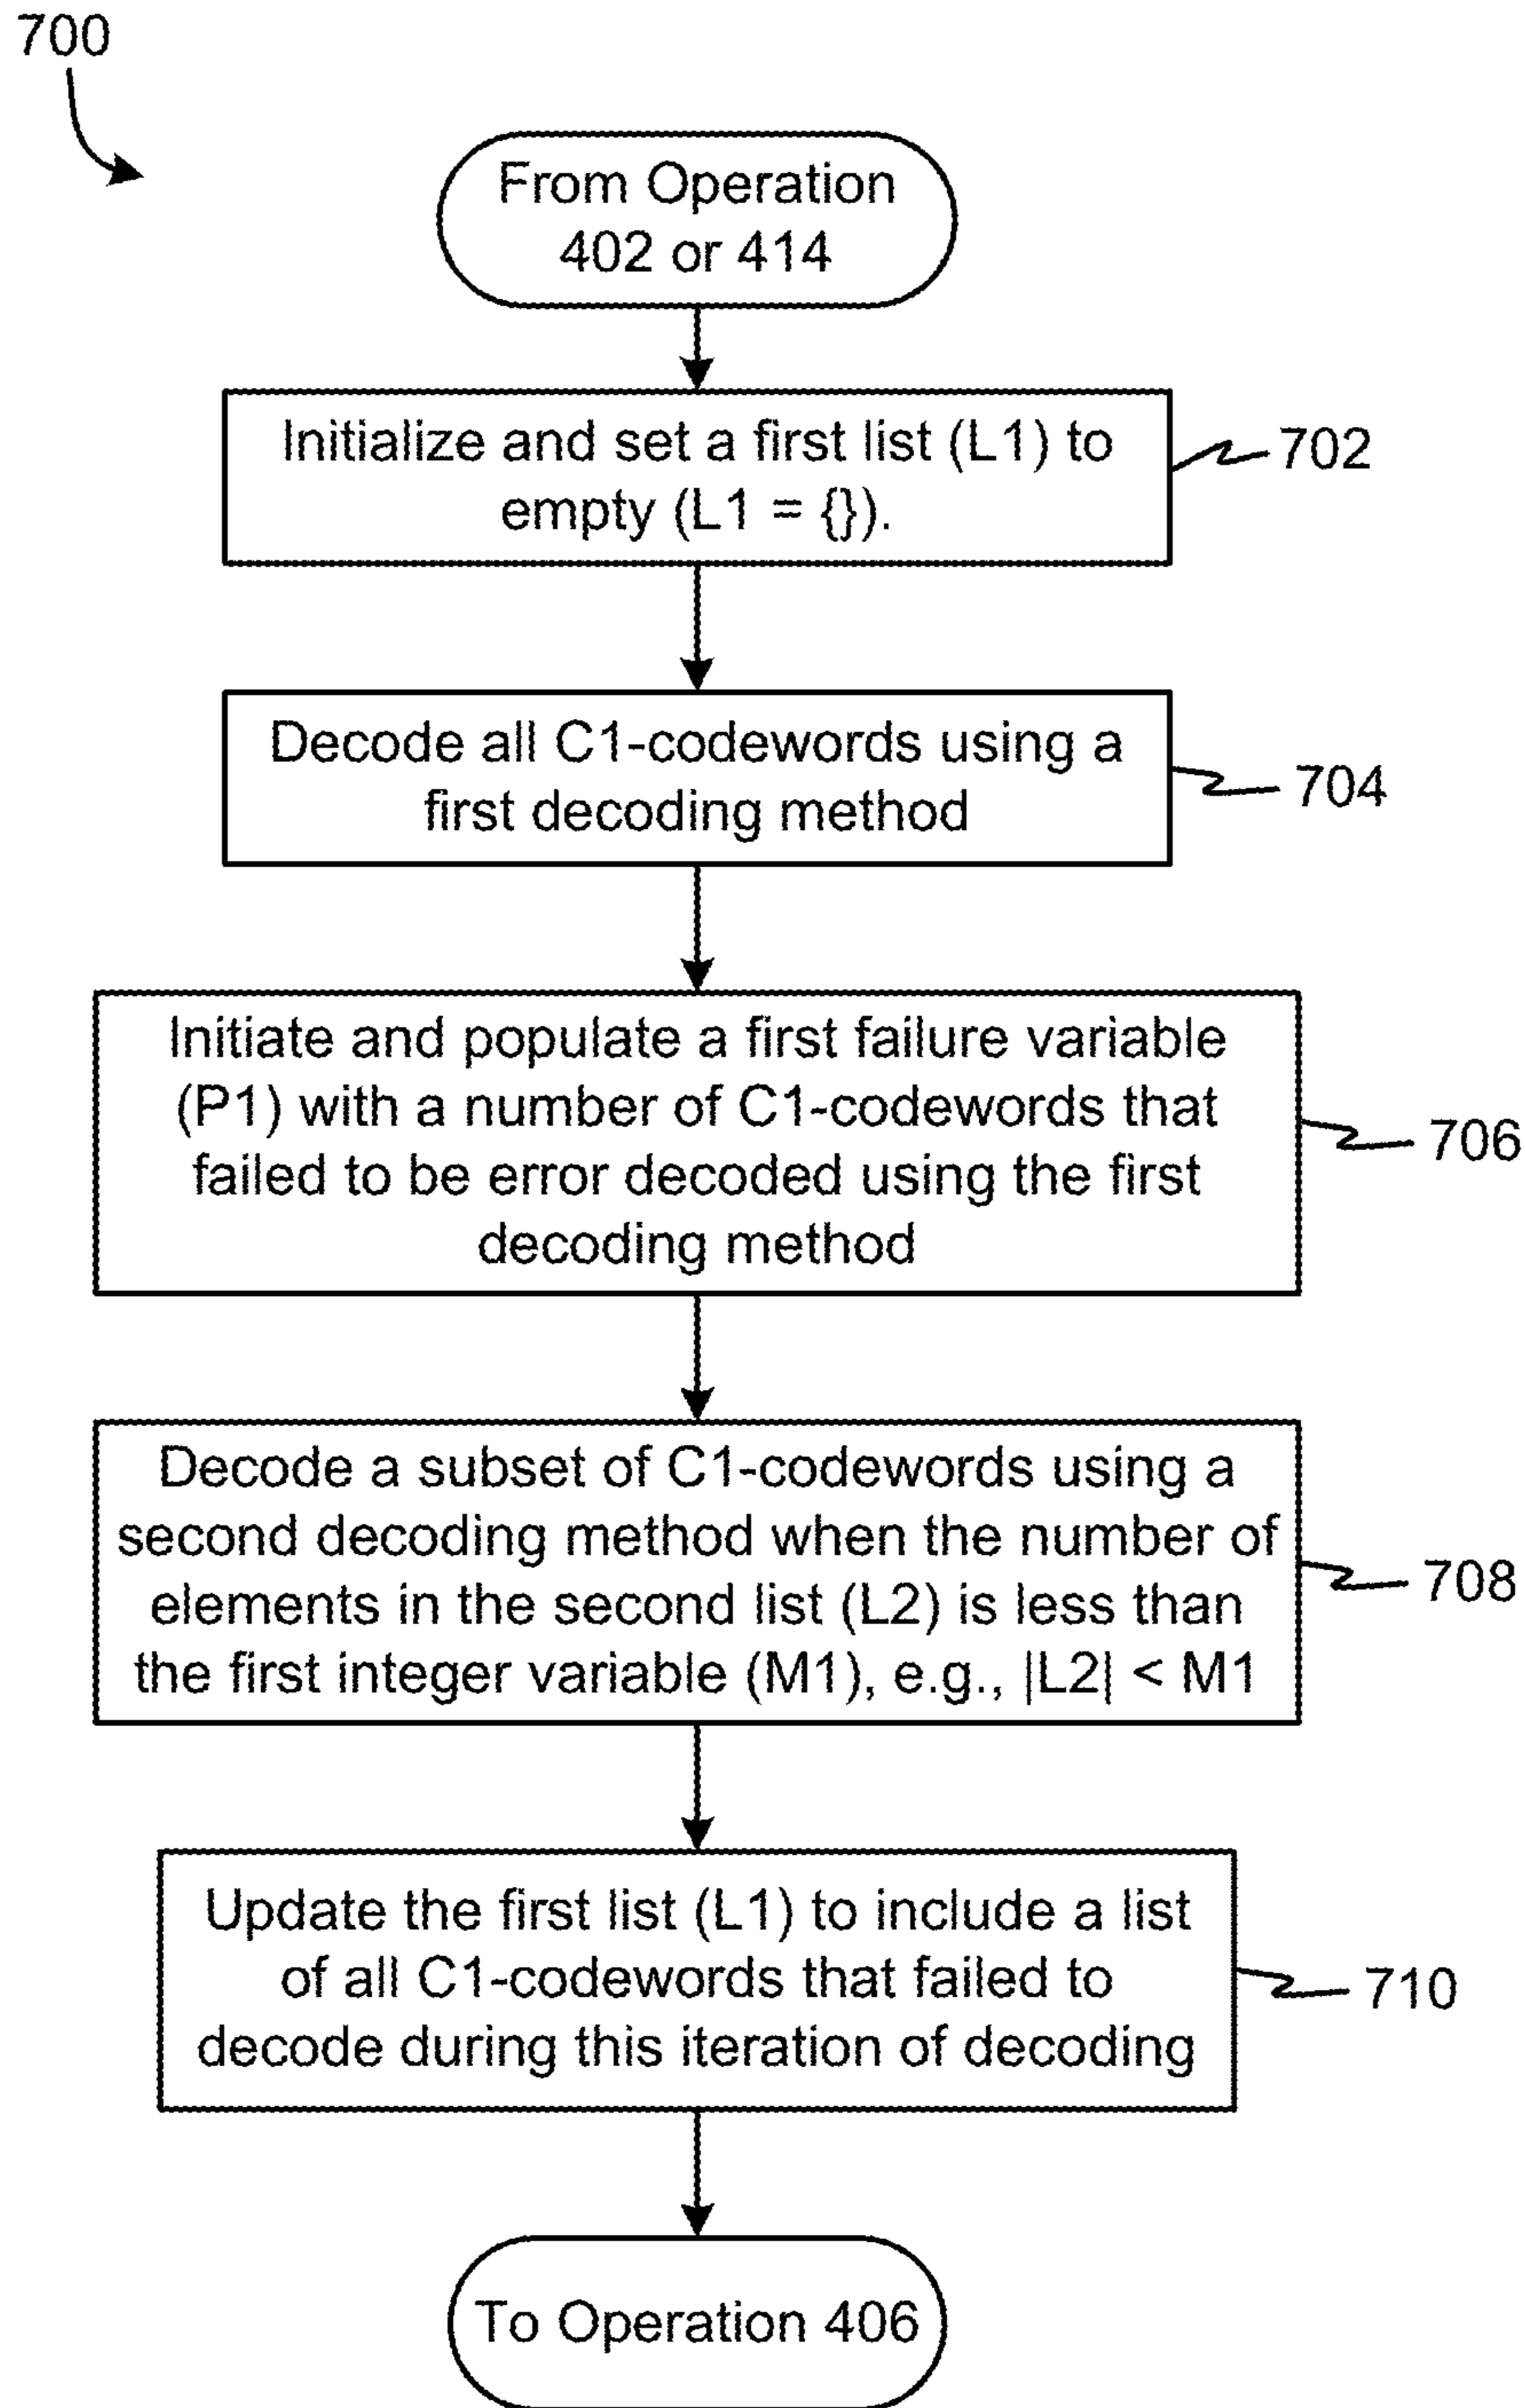 700
From Operation
402 or 414
Initialize and set a first list (L1) to
empty (L1 = {}).
702
Decode all C1-codewords using a
first decoding method
704
Initiate and populate a first failure variable
(P1) with a number of C1-codewords that
failed to be error decoded using the first
decoding method
706
Decode a subset of C1-codewords using a
second decoding method when the number of
elements in the second list (L2) is less than
the first integer variable (M1), e.g., |L2| < M1
708
Update the first list (L1) to include a list
of all C1-codewords that failed to
decode during this iteration of decoding
710
To Operation 406